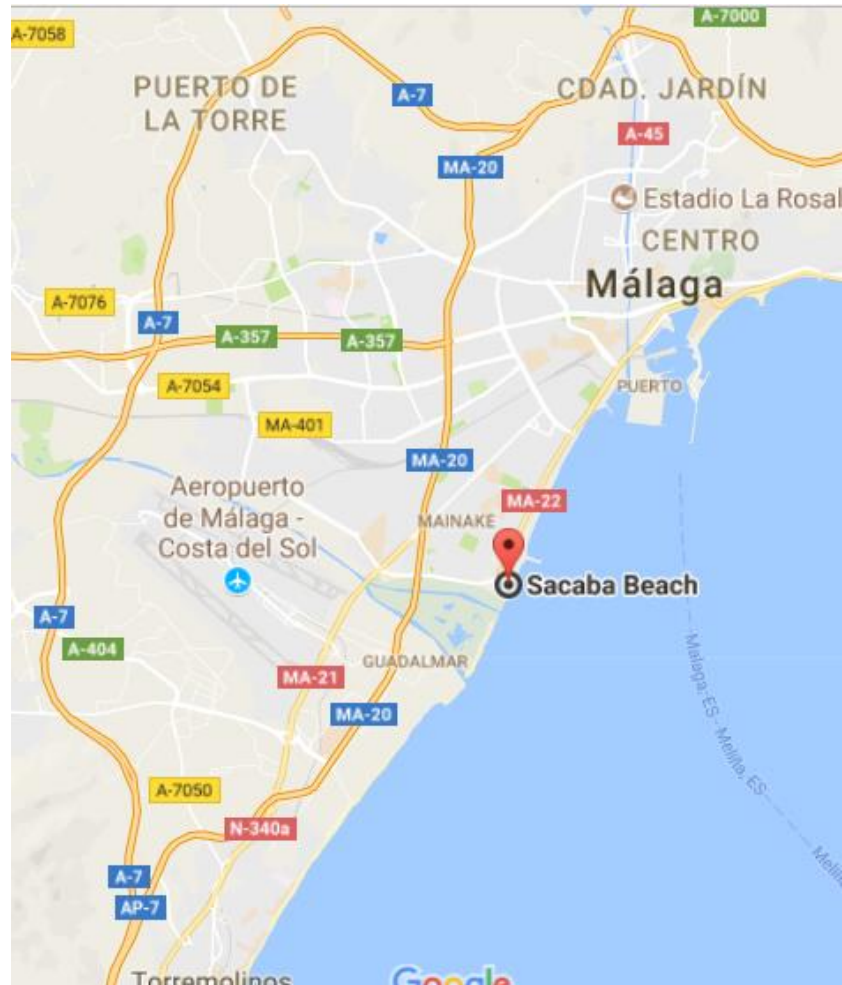 A-7058
A-7000
PUERTO DE
LA TORRE
A-7
CDAD. JARDÍN
A-45
MA-20
Estadio La Rosal
CENTRO
Málaga
A-7076
A-7
A-357
A-357
A-7054
PUERTO
MA-401
MA-20
Aeropuerto
de Málaga -
Costa del Sol
MAINAKE
MA-22
Sacaba Beach
A-7
A-404
GUADALMAR
MA-21
MA-20
Malaga, ES - Melilla, ES
A-7050
N-340a
A-7
AP-7
Torremolinos
Google